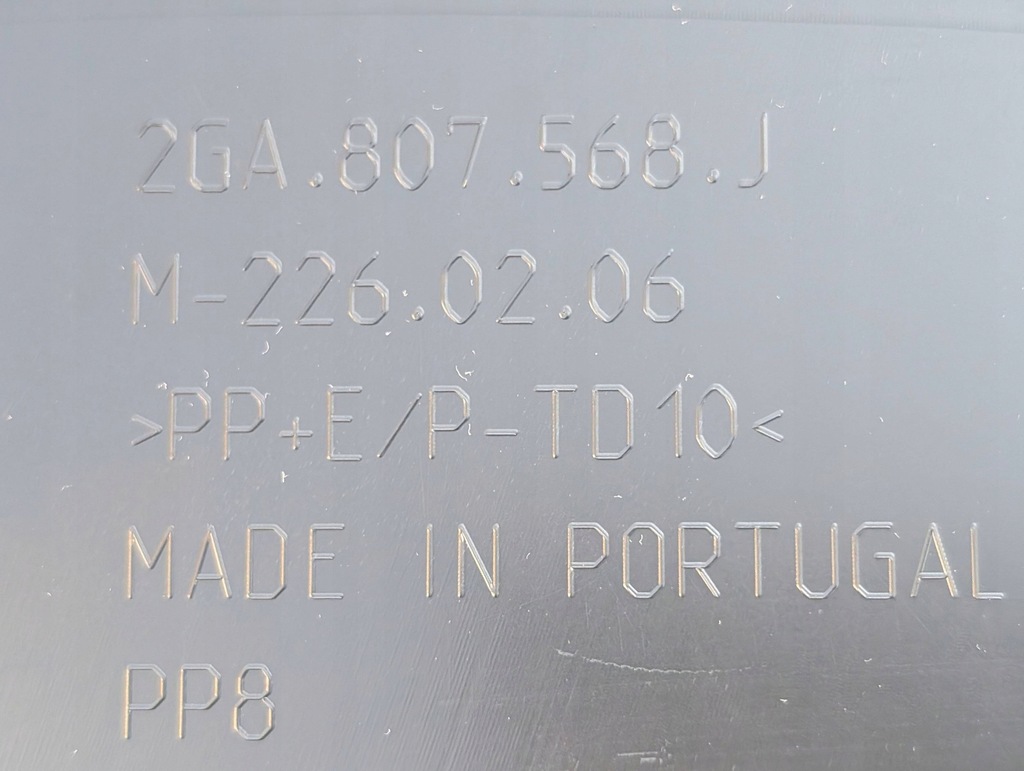 2GA.807.568.J
M-226.02.06
>PP+E/P-TD10<
MADE IN PORTUGAL
PP8